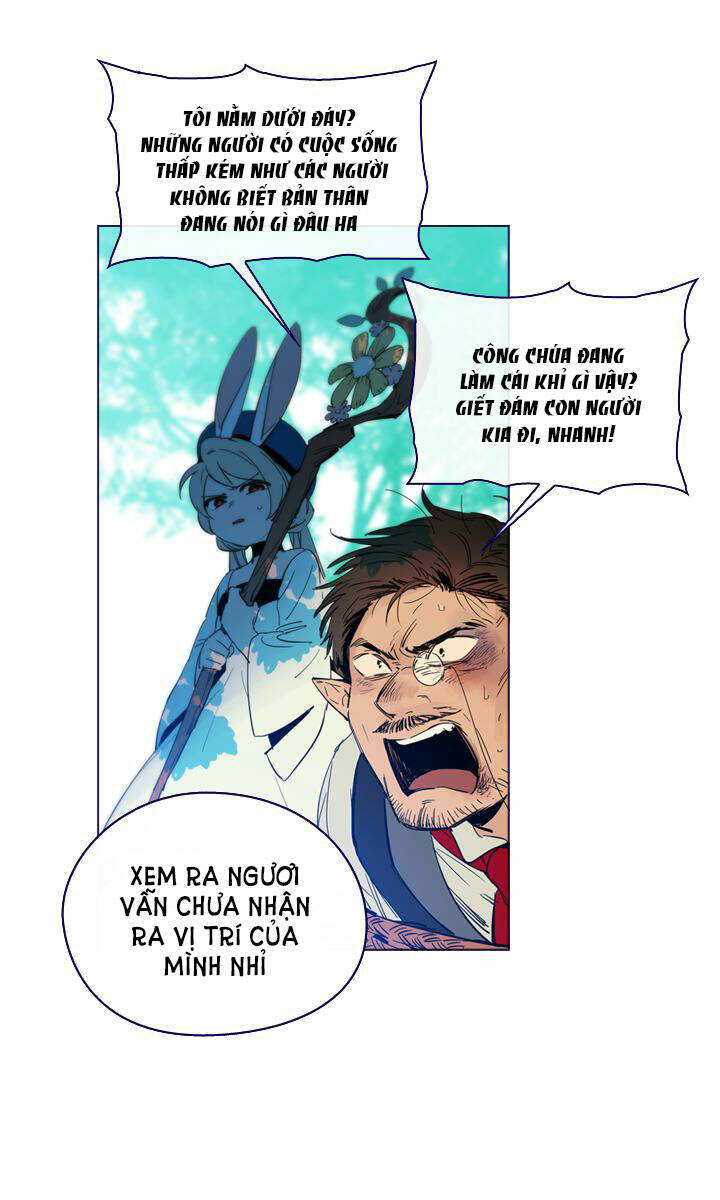 TÔI NẰM DƯỚI ĐÁY?
NHỮNG NGƯỜI CÓ CUỘC SỐNG
THẤP KÉM NHƯ CÁC NGƯỜI
KHÔNG BIẾT BẢN THÂN
ĐANG NÓI GÌ ĐÂU HA
CÔNG CHÚA ĐANG
LÀM CÁI KHỈ GÌ VẬY?
GIẾT ĐÁM CON NGƯỜI
KIA ĐI, NHANH!
XEM RA NGƯƠI
VẪN CHƯA NHẬN
RA VỊ TRÍ CỦA
MÌNH NHỈ